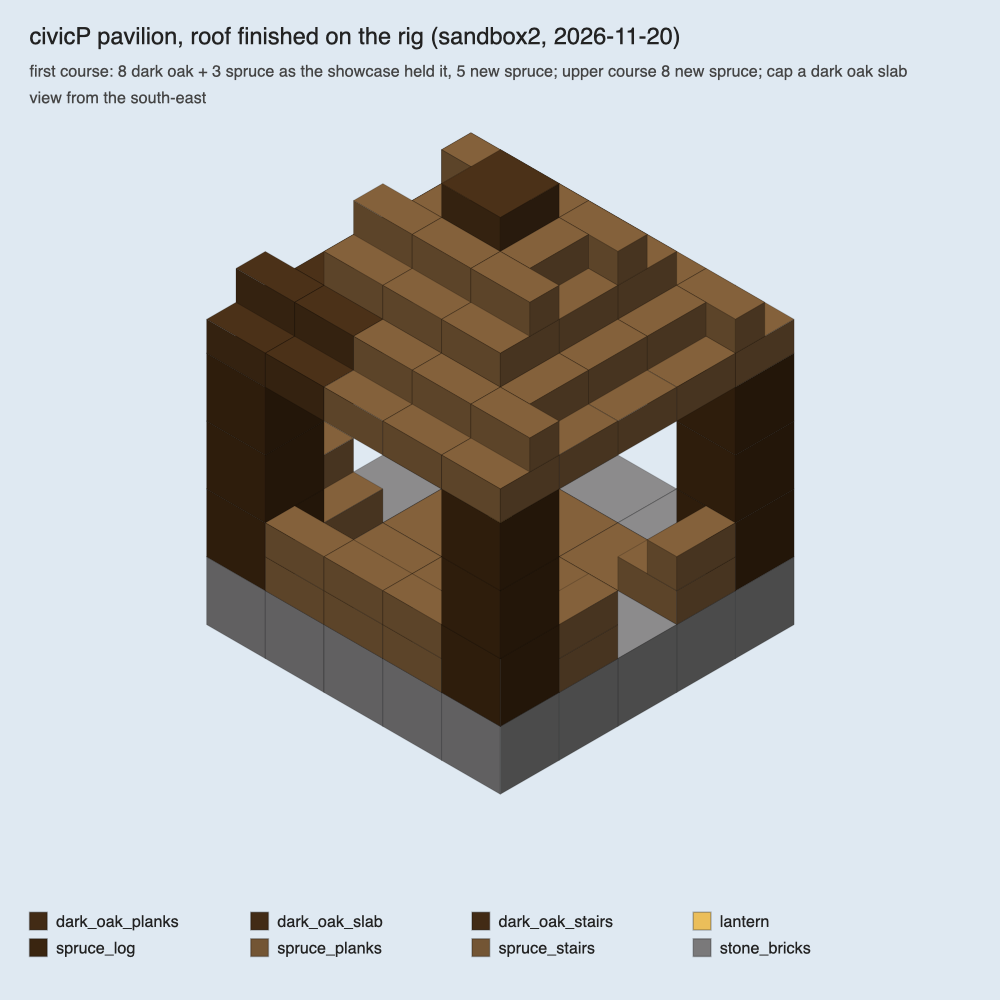 civicP pavilion, roof finished on the rig (sandbox2, 2026-11-20)
first course: 8 dark oak + 3 spruce as the showcase held it, 5 new spruce; upper course 8 new spruce; cap a dark oak slab
view from the south-east
dark_oak_planks
dark_oak_slab
dark_oak_stairs
lantern
spruce_log
spruce_planks
spruce_stairs
stone_bricks